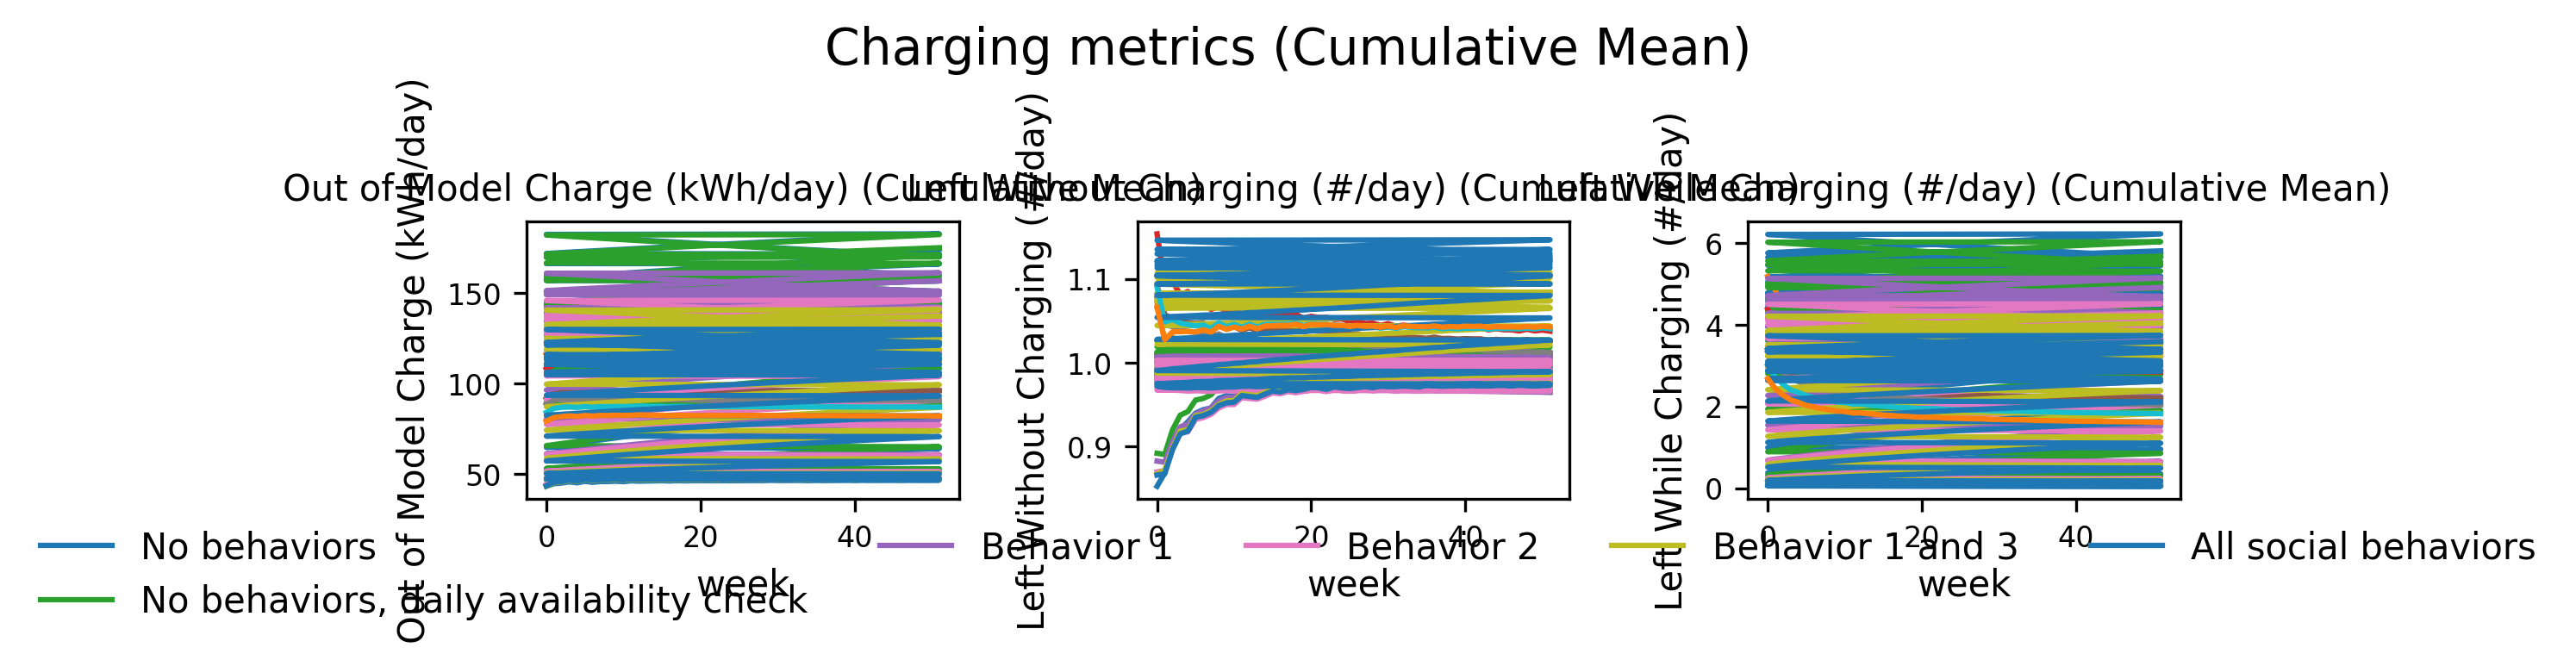 Charging metrics (Cumulative Mean)
Out of Model Charge (kWh/day) (Cumulative Mean)
Left Without Charging (#/day) (Cumulative Mean)
Left While Charging (#/day) (Cumulative Mean)
Out of Model Charge (kWh/day)
150
100
50
0
20
40
week
Left Without Charging (#/day)
1.1
1.0
0.9
0
20
40
week
Left While Charging (#/day)
6
4
2
0
0
20
40
week
No behaviors
No behaviors, daily availability check
Behavior 1
Behavior 2
Behavior 1 and 3
All social behaviors